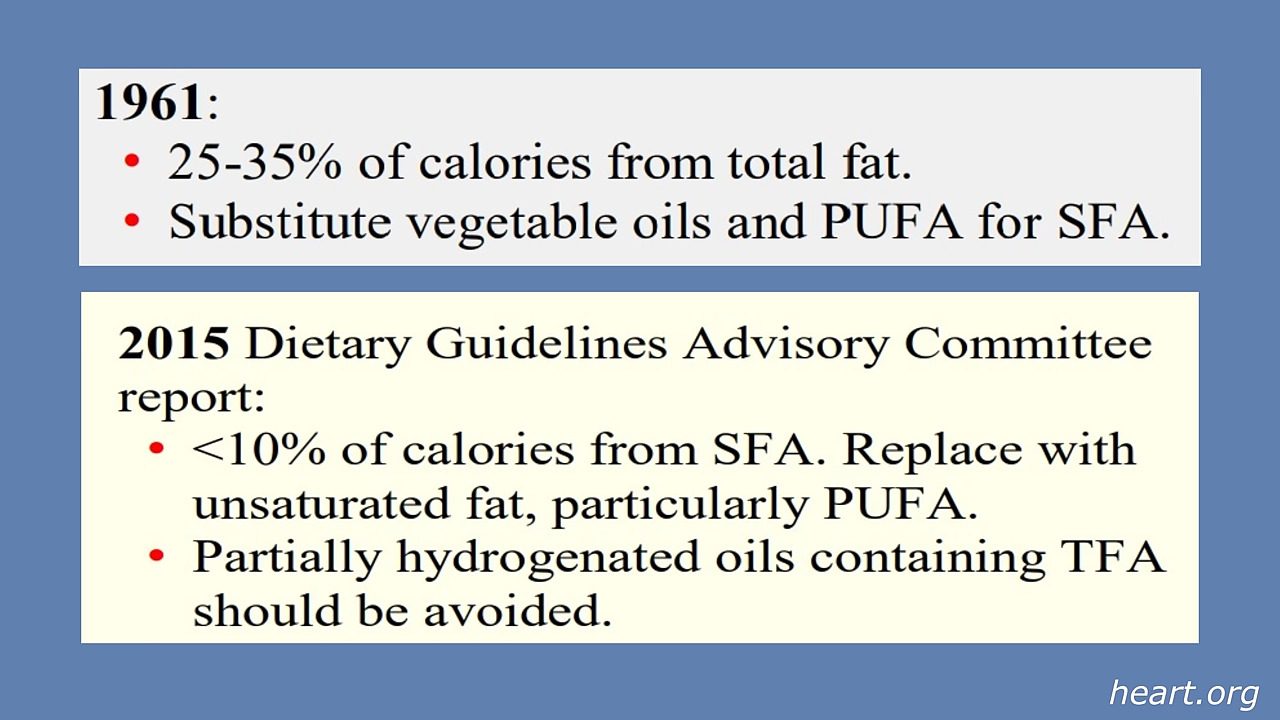 1961:
• 25-35% of calories from total fat.
• Substitute vegetable oils and PUFA for SFA.
2015 Dietary Guidelines Advisory Committee
report:
• <10% of calories from SFA. Replace with
unsaturated fat, particularly PUFA.
• Partially hydrogenated oils containing TFA
should be avoided.
heart.org